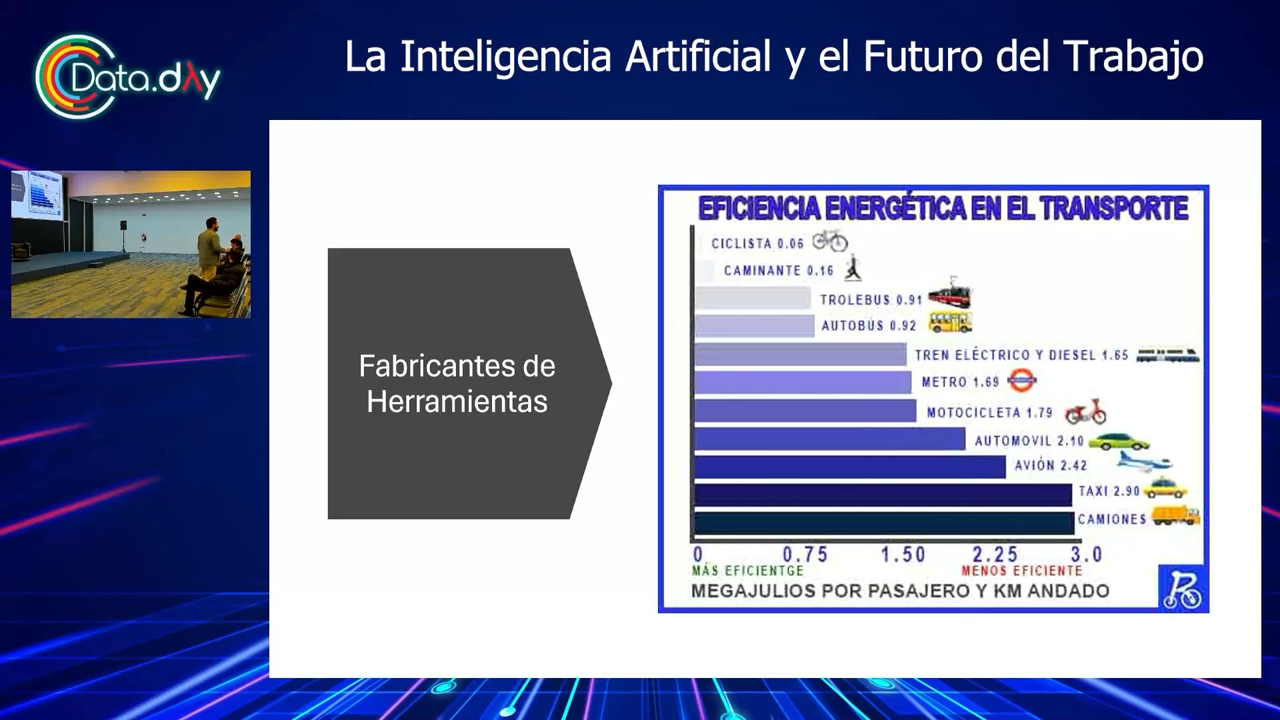 Data.dλy
La Inteligencia Artificial y el Futuro del Trabajo
Fabricantes de
Herramientas
EFICIENCIA ENERGÉTICA EN EL TRANSPORTE
CICLISTA 0.06
CAMINANTE 0.16
TROLEBUS 0.91
AUTOBÚS 0.92
TREN ELÉCTRICO Y DIESEL 1.65
METRO 1.69
MOTOCICLETA 1.79
AUTOMOVIL 2.10
AVIÓN 2.42
TAXI 2.90
CAMIONES
0 0.75 1.50 2.25 3.0
MÁS EFICIENTGE MENOS EFICIENTE
MEGAJULIOS POR PASAJERO Y KM ANDADO